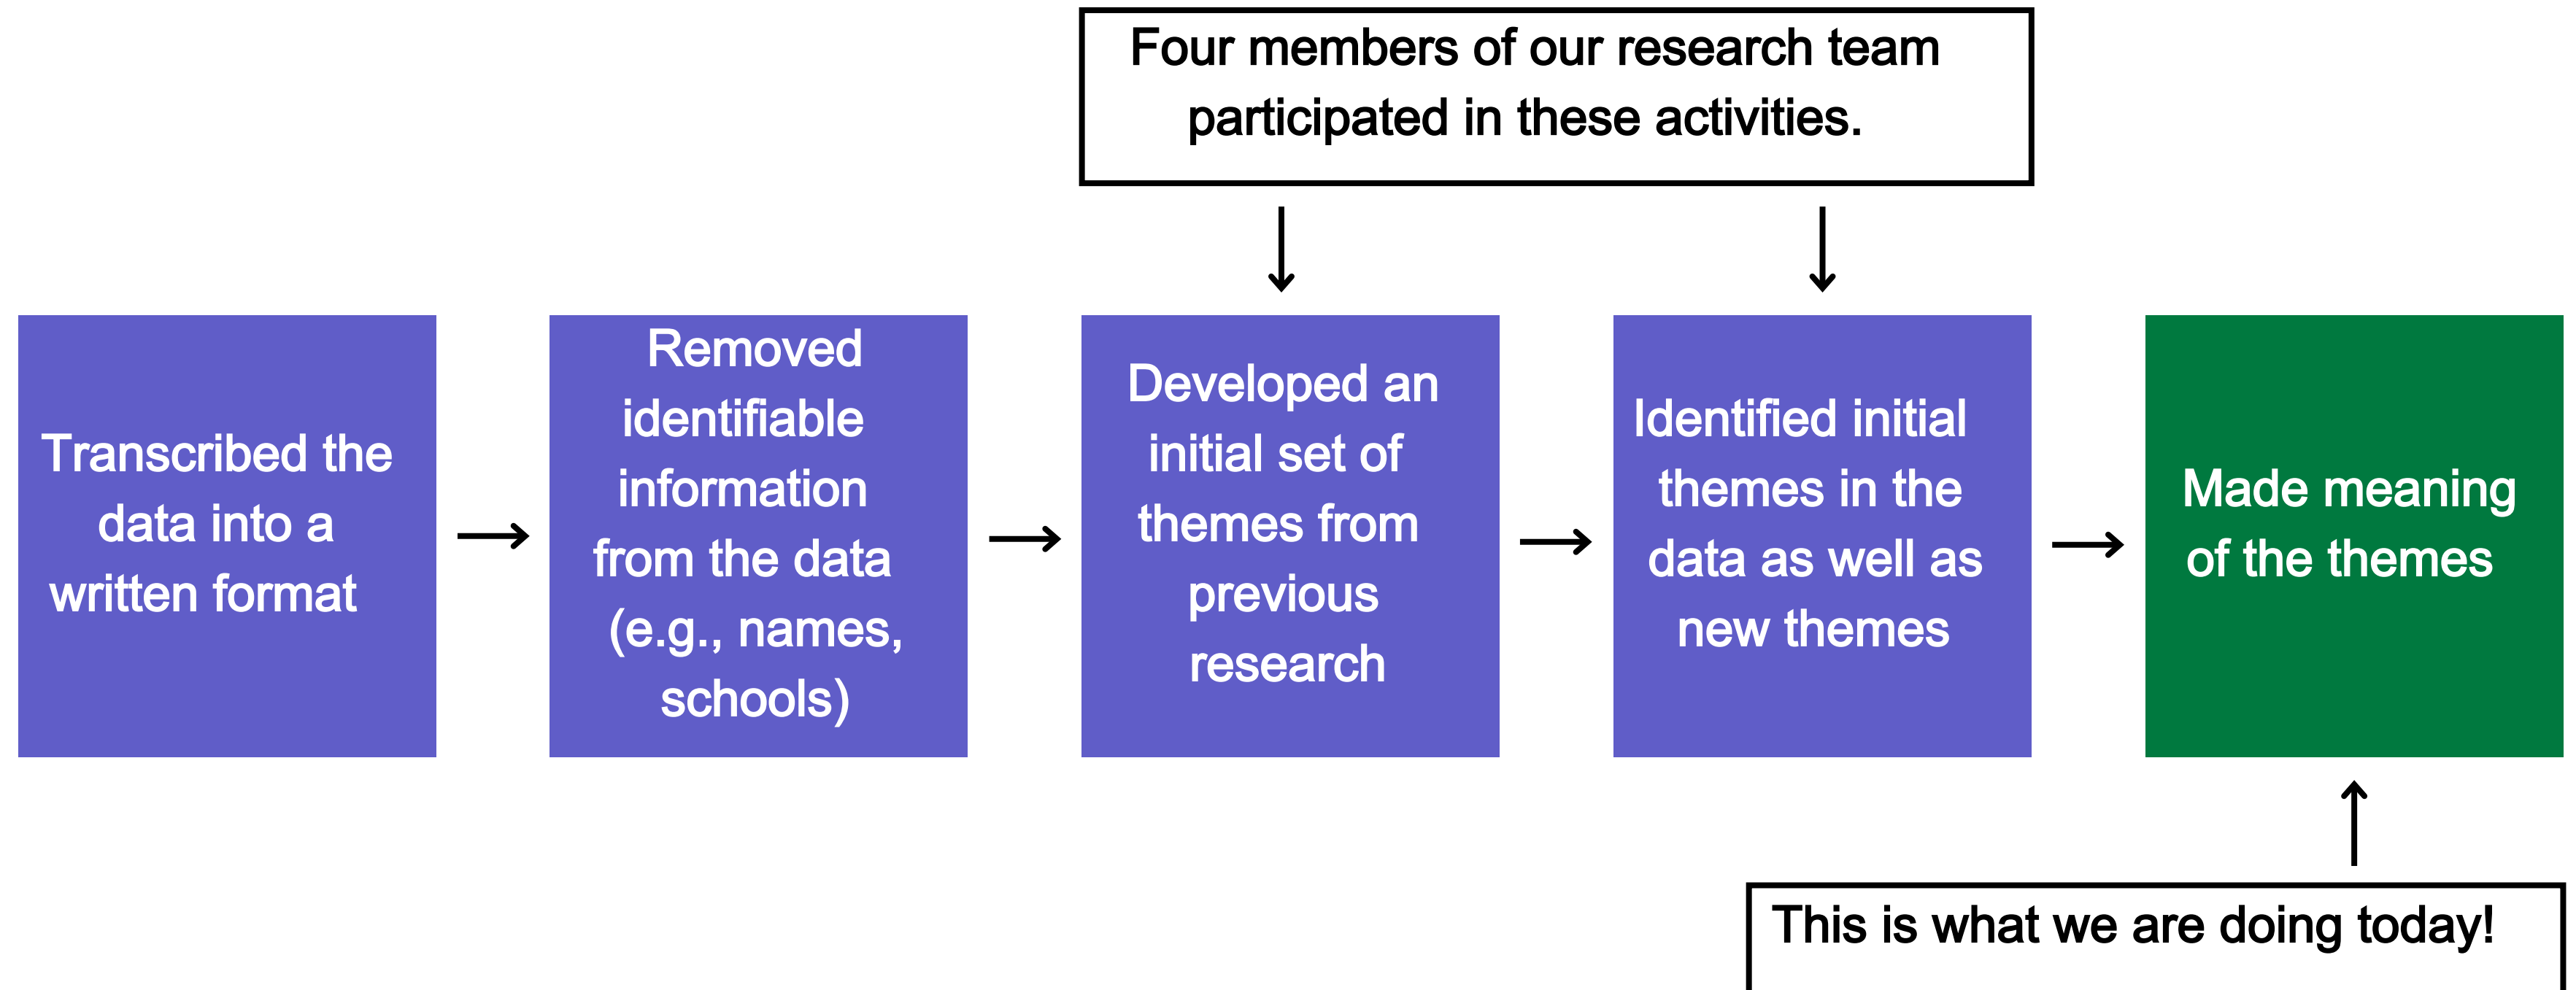 Four members of our research team
participated in these activities.
Transcribed the
data into a
written format
Removed
identifiable
information
from the data
(e.g., names,
schools)
Developed an
initial set of
themes from
previous
research
Identified initial
themes in the
data as well as
new themes
Made meaning
of the themes
This is what we are doing today!